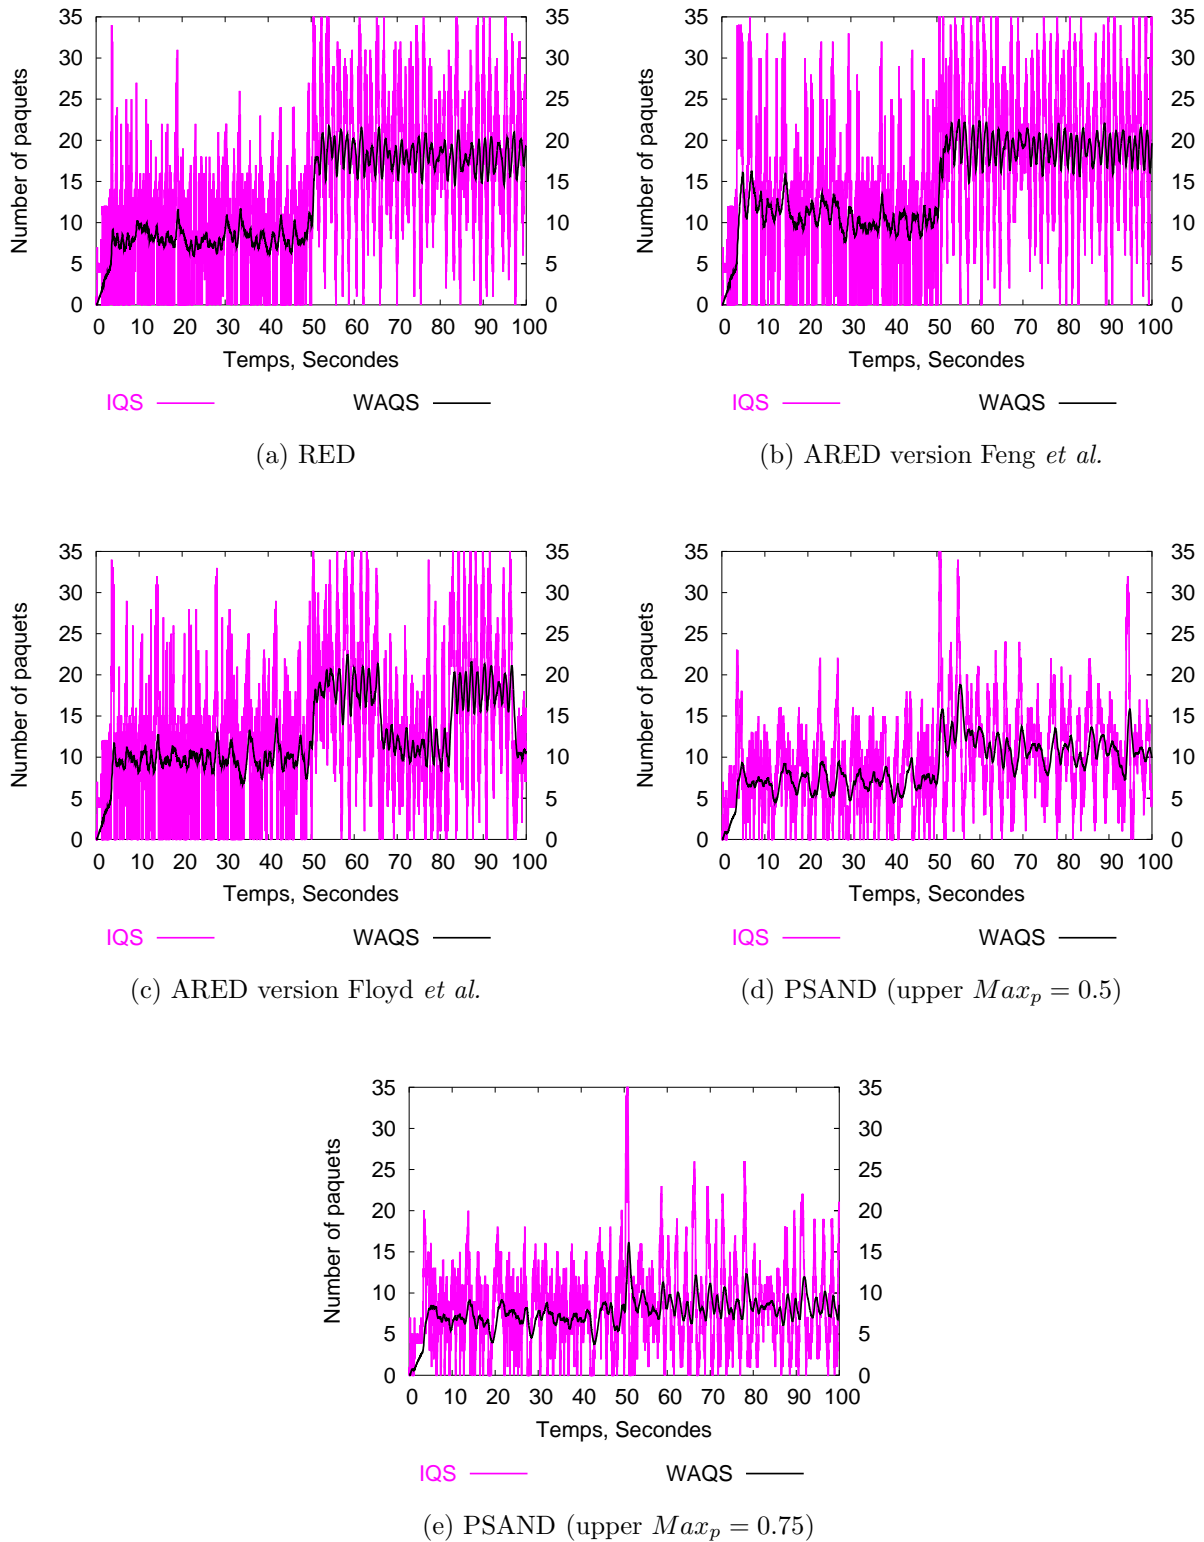 35 35
30 30
25 25
20 20
15 15
10 10
5 5
0 0
Number of paquets
0 10 20 30 40 50 60 70 80 90 100
Temps, Secondes
IQS WAQS
(a) RED
35 35
30 30
25 25
20 20
15 15
10 10
5 5
0 0
Number of paquets
0 10 20 30 40 50 60 70 80 90 100
Temps, Secondes
IQS WAQS
(b) ARED version Feng et al.
35 35
30 30
25 25
20 20
15 15
10 10
5 5
0 0
Number of paquets
0 10 20 30 40 50 60 70 80 90 100
Temps, Secondes
IQS WAQS
(c) ARED version Floyd et al.
35 35
30 30
25 25
20 20
15 15
10 10
5 5
0 0
Number of paquets
0 10 20 30 40 50 60 70 80 90 100
Temps, Secondes
IQS WAQS
(d) PSAND (upper Max_p = 0.5)
35 35
30 30
25 25
20 20
15 15
10 10
5 5
0 0
Number of paquets
0 10 20 30 40 50 60 70 80 90 100
Temps, Secondes
IQS WAQS
(e) PSAND (upper Max_p = 0.75)